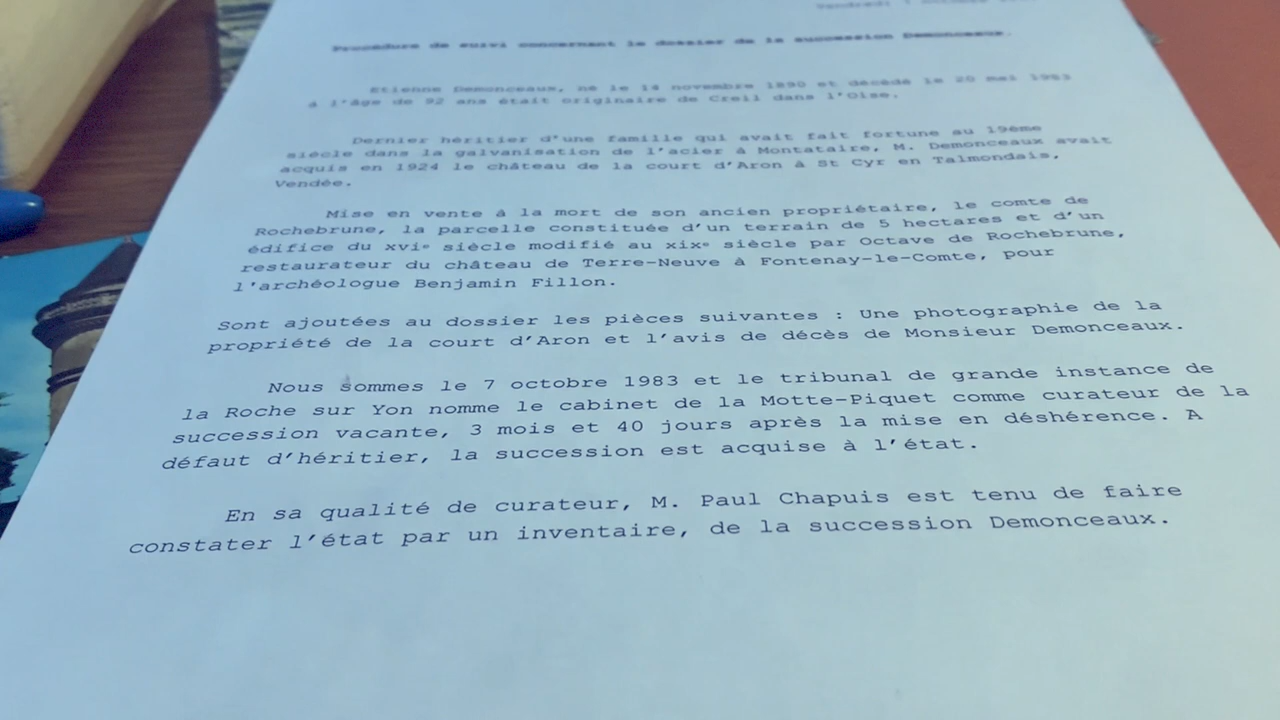 Vendredi 7 octobre
Procédure de suivi concernant le dossier de la succession Demonceaux.
Etienne Demonceaux, né le 14 novembre 1890 et décédé le 20 mai 1983
à l'âge de 92 ans était originaire de Creil dans l'Oise.
Dernier héritier d'une famille qui avait fait fortune au 19ème
siècle dans la galvanisation de l'acier à Montataire, M. Demonceaux avait
acquis en 1924 le château de la court d'Aron à St Cyr en Talmondais,
Vendée.
Mise en vente à la mort de son ancien propriétaire, le comte de
Rochebrune, la parcelle constituée d'un terrain de 5 hectares et d'un
édifice du xviᵉ siècle modifié au xixᵉ siècle par Octave de Rochebrune,
restaurateur du château de Terre-Neuve à Fontenay-le-Comte, pour
l'archéologue Benjamin Fillon.
Sont ajoutées au dossier les pièces suivantes : Une photographie de la
propriété de la court d'Aron et l'avis de décès de Monsieur Demonceaux.
Nous sommes le 7 octobre 1983 et le tribunal de grande instance de
la Roche sur Yon nomme le cabinet de la Motte-Piquet comme curateur de la
succession vacante, 3 mois et 40 jours après la mise en déshérence. A
défaut d'héritier, la succession est acquise à l'état.
En sa qualité de curateur, M. Paul Chapuis est tenu de faire
constater l'état par un inventaire, de la succession Demonceaux.